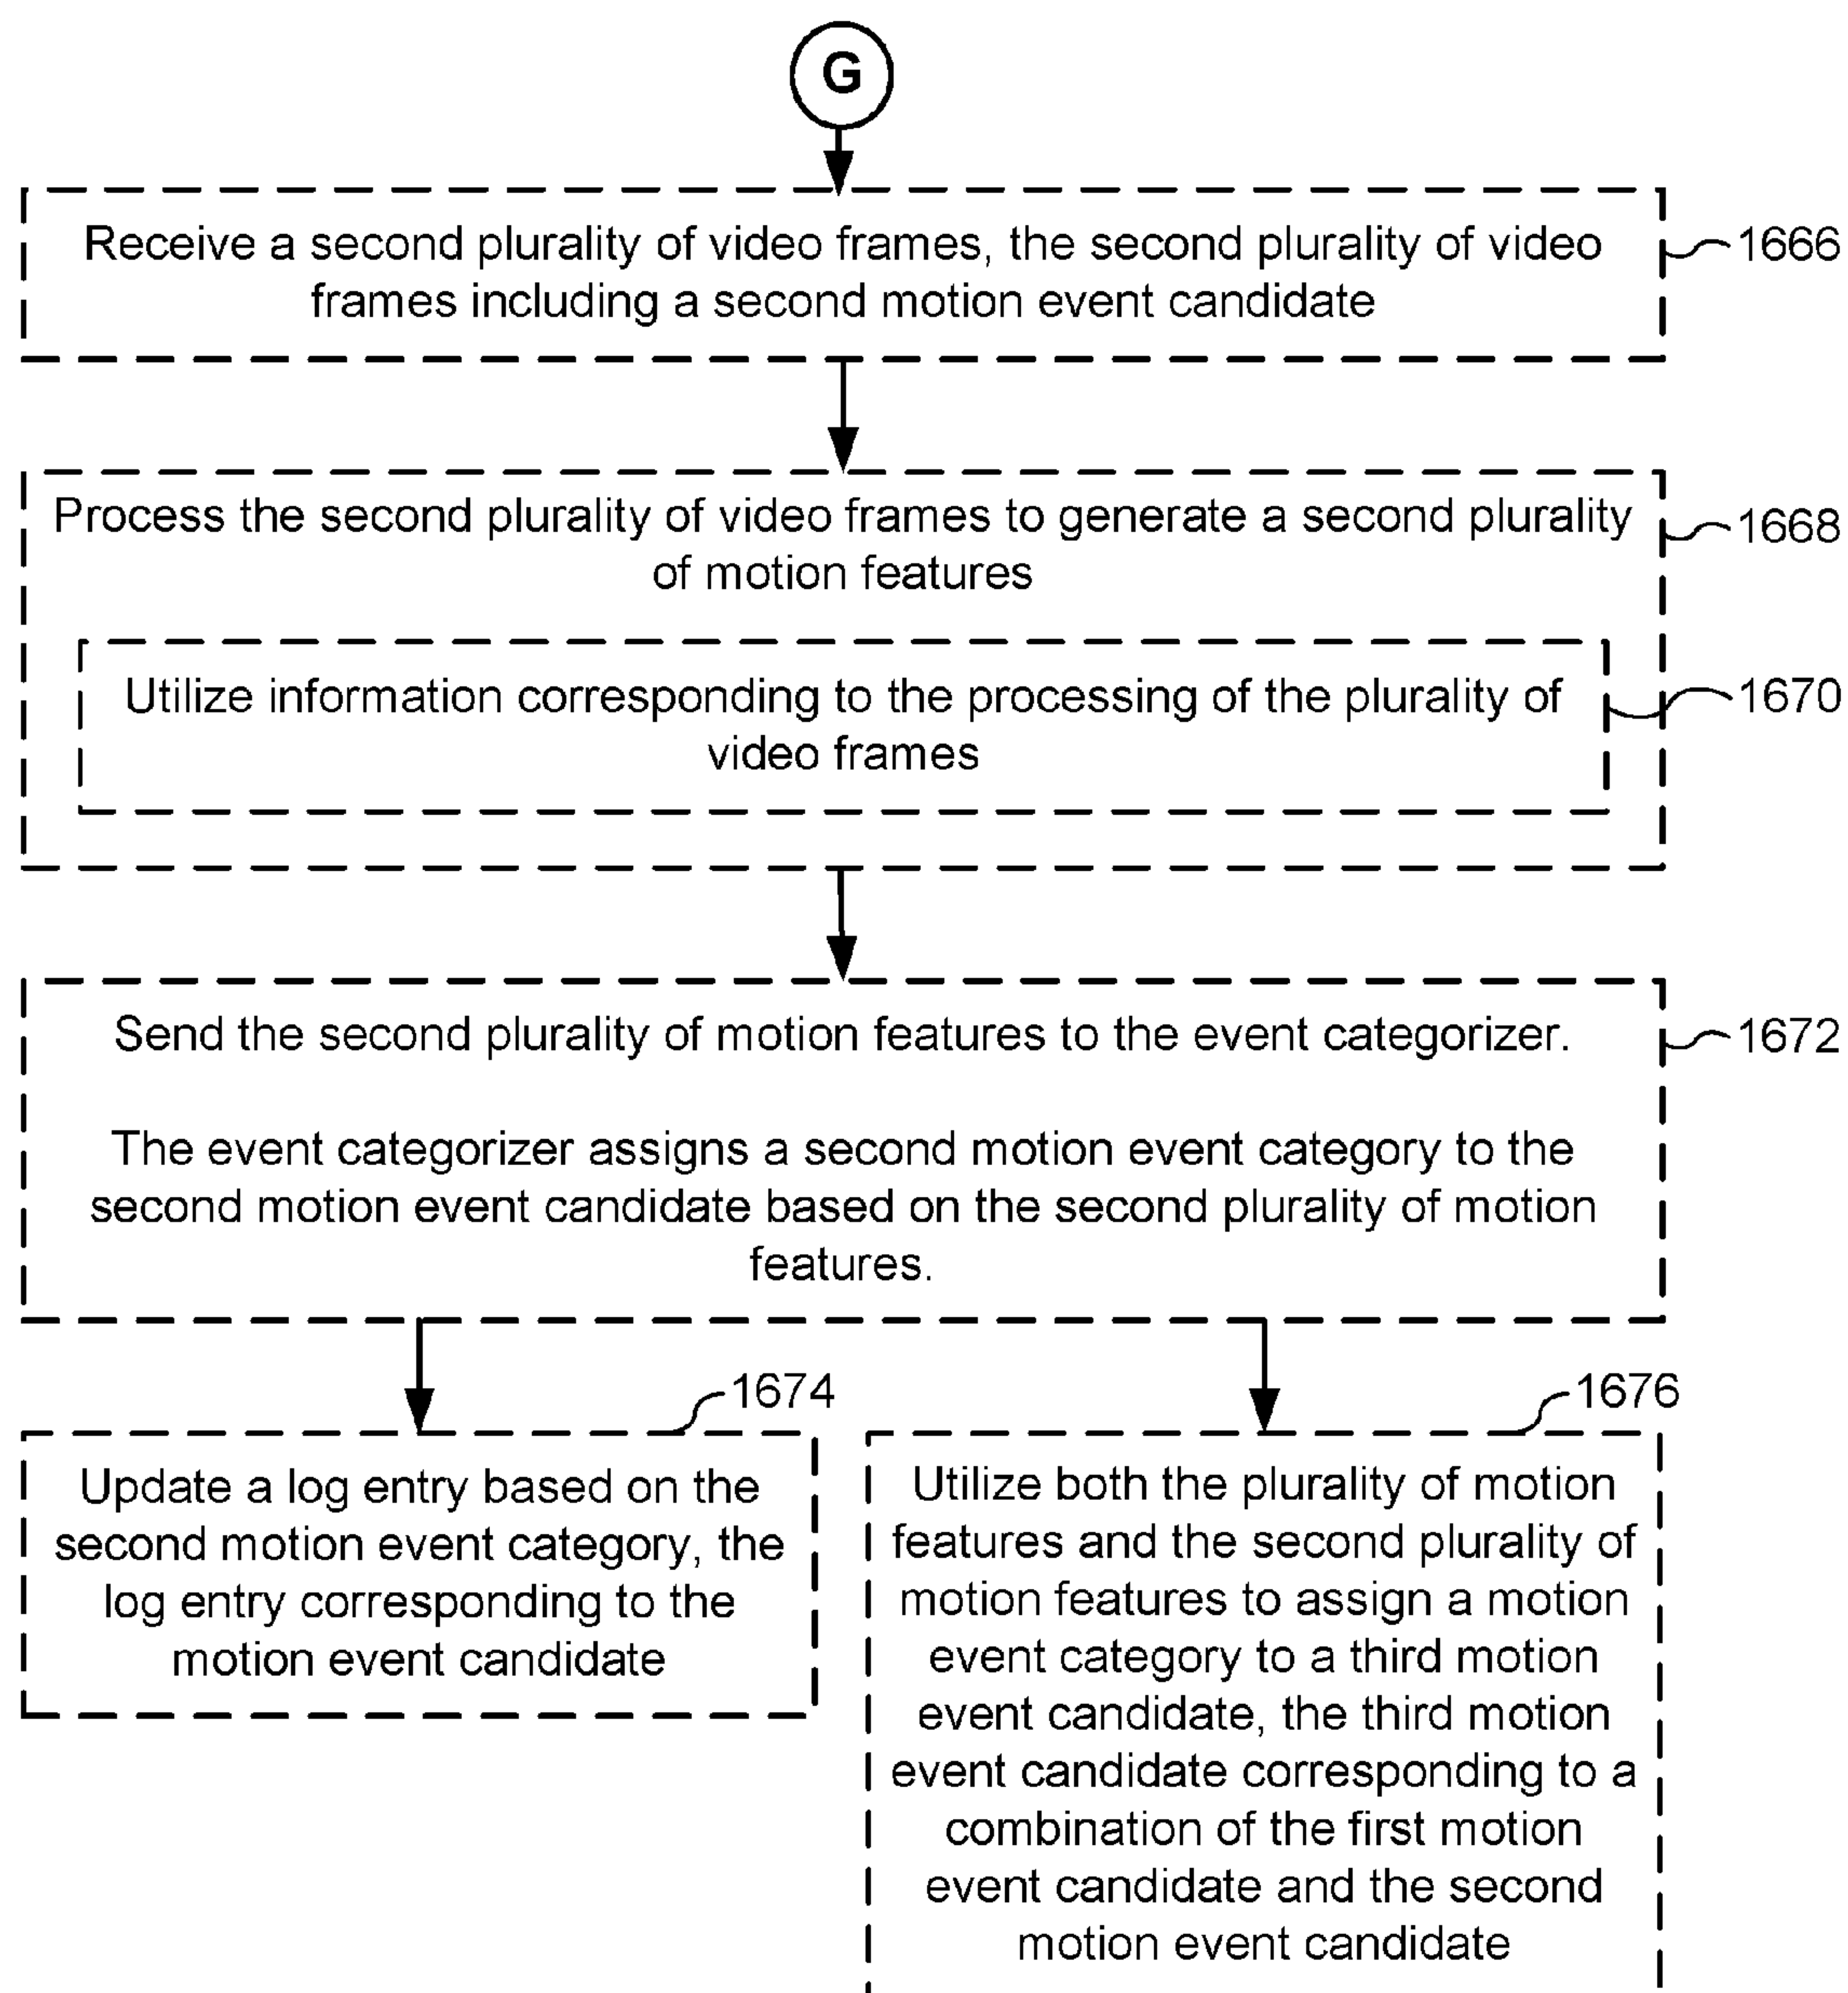 G
Receive a second plurality of video frames, the second plurality of video
frames including a second motion event candidate
1666
Process the second plurality of video frames to generate a second plurality
of motion features
1668
Utilize information corresponding to the processing of the plurality of
video frames
1670
Send the second plurality of motion features to the event categorizer.
The event categorizer assigns a second motion event category to the
second motion event candidate based on the second plurality of motion
features.
1672
1674
Update a log entry based on the
second motion event category, the
log entry corresponding to the
motion event candidate
1676
Utilize both the plurality of motion
features and the second plurality of
motion features to assign a motion
event category to a third motion
event candidate, the third motion
event candidate corresponding to a
combination of the first motion
event candidate and the second
motion event candidate